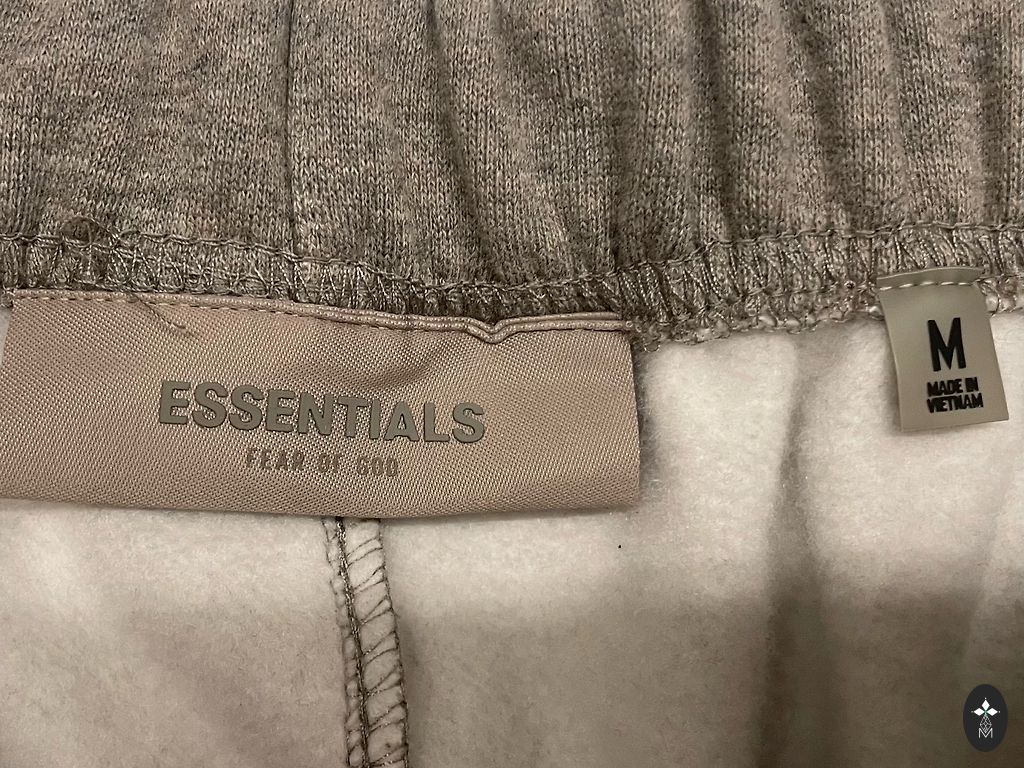 ESSENTIALS
FEAR OF GOD
M
MADE IN
VIETNAM